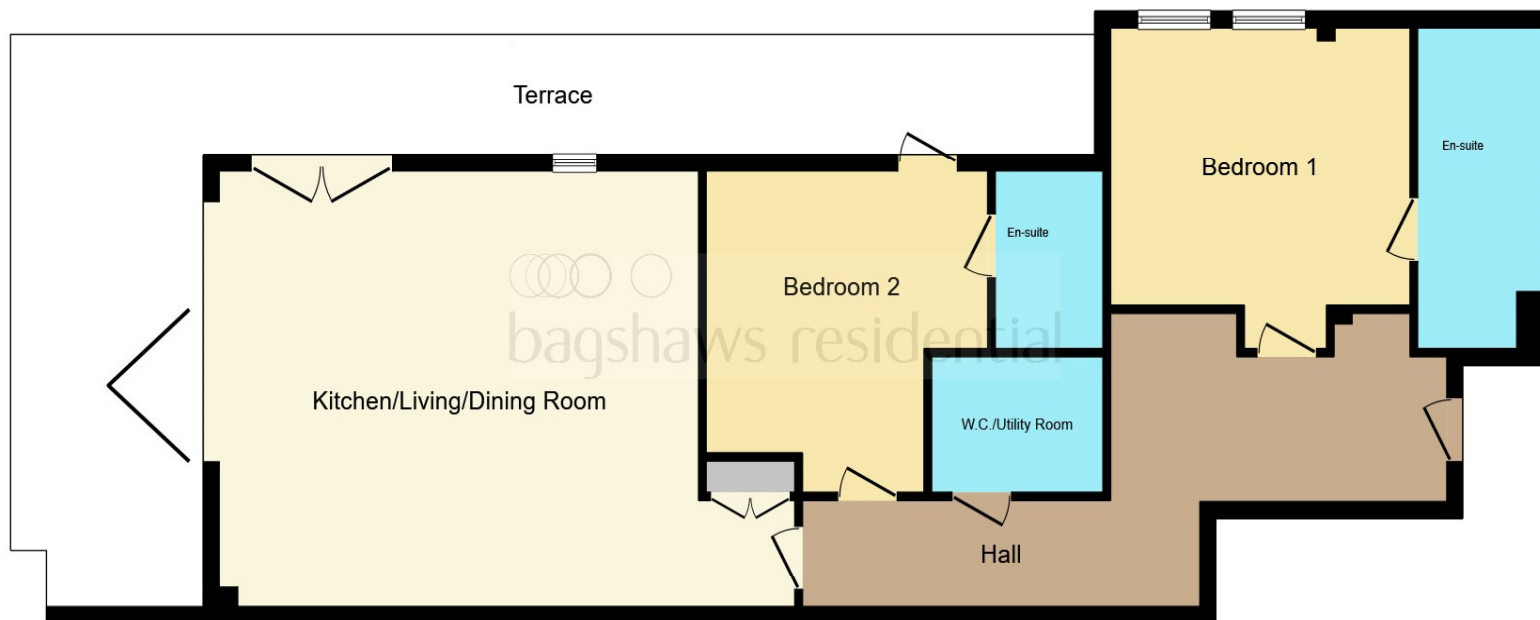 Terrace
Bedroom 1
En-suite
En-suite
Bedroom 2
bagshaws residential
Kitchen/Living/Dining Room
W.C./Utility Room
Hall